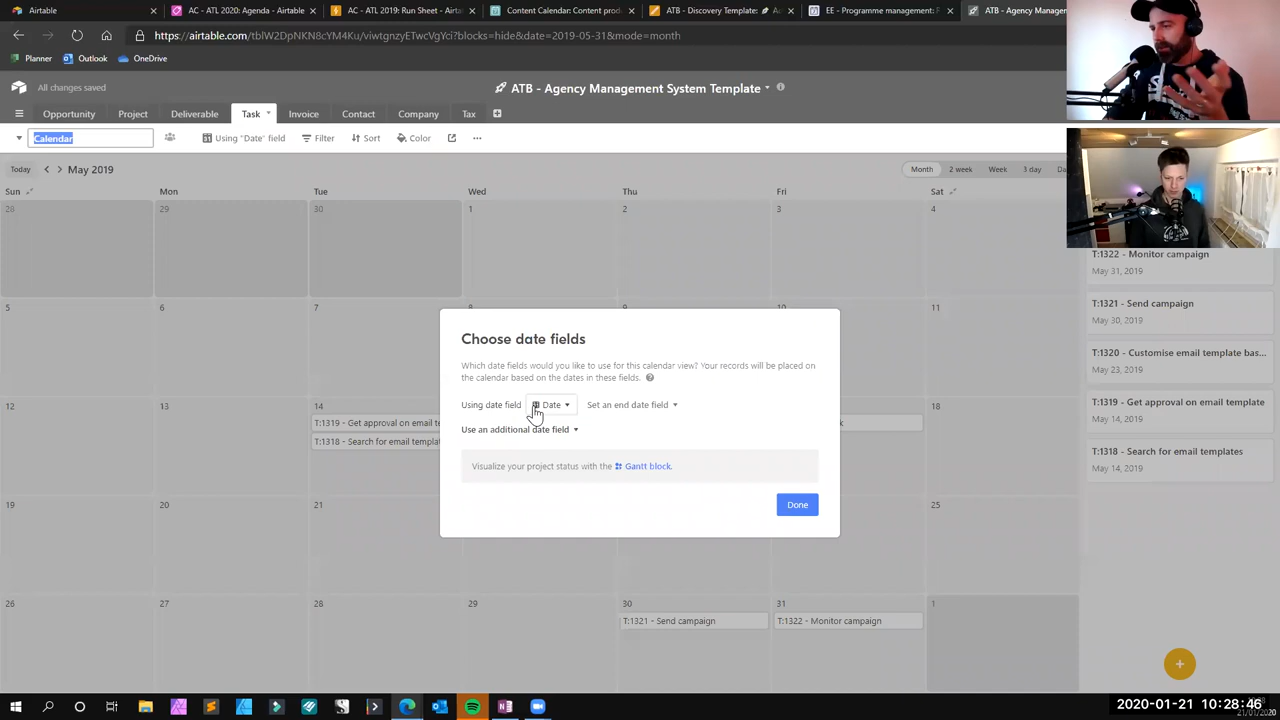 Airtable
AC - ATL 2020: Agenda - Airtable
AC - ATL 2019: Run Sheet - Airt
Content Calendar: Content prod
ATB - Discovery Template:
EE - Programme management: F
ATB - Agency Manageme
https://airtable.com/tblW2DpNKN8cYM4Ku/viwtgnzyETwcVgYci?blocks=hide&date=2019-05-31&mode=month
Planner Outlook OneDrive
All changes saved
ATB - Agency Management System Template
Opportunity Project Deliverable Task Invoice Contact Company Tax
Calendar Using "Date" field Filter Sort Color
Today May 2019 Month 2 week Week 3 day Da
Sun Mon Tue Wed Thu Fri Sat
28 29 30 1 2 3 4
T:1322 - Monitor campaign
May 31, 2019
T:1321 - Send campaign
May 30, 2019
T:1320 - Customise email template bas...
May 23, 2019
T:1319 - Get approval on email template
May 14, 2019
T:1318 - Search for email templates
May 14, 2019
5 6 7 8 9 10 11
Choose date fields
Which date fields would you like to use for this calendar view? Your records will be placed
on the calendar based on the dates in these fields.
Using date field Date Set an end date field
Use an additional date field
Visualize your project status with the Gantt block.
Done
12 13 14 18
T:1319 - Get approval on email te
T:1318 - Search for email templat
19 20 21 25
26 27 28 29 30 31 1
T:1321 - Send campaign T:1322 - Monitor campaign
2020-01-21 10:28:46
21/01/2020